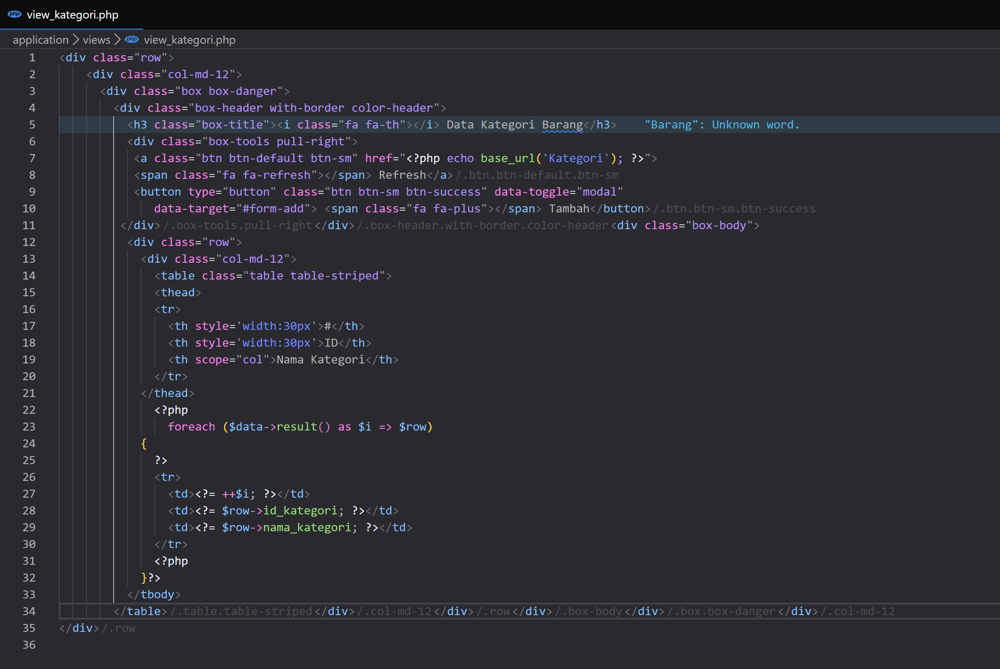 php view_kategori.php
application > views > php view_kategori.php
1 <div class="row">
2 <div class="col-md-12">
3 <div class="box box-danger">
4 <div class="box-header with-border color-header">
5 <h3 class="box-title"><i class="fa fa-th"></i> Data Kategori Barang</h3> "Barang": Unknown word.
6 <div class="box-tools pull-right">
7 <a class="btn btn-default btn-sm" href="<?php echo base_url('Kategori'); ?>">
8 <span class="fa fa-refresh"></span> Refresh</a>/.btn.btn-default.btn-sm
9 <button type="button" class="btn btn-sm btn-success" data-toggle="modal"
10 data-target="#form-add"> <span class="fa fa-plus"></span> Tambah</button>/.btn.btn-sm.btn-success
11 </div>/.box-tools.pull-right</div>/.box-header.with-border.color-header<div class="box-body">
12 <div class="row">
13 <div class="col-md-12">
14 <table class="table table-striped">
15 <thead>
16 <tr>
17 <th style='width:30px'>#</th>
18 <th style='width:30px'>ID</th>
19 <th scope="col">Nama Kategori</th>
20 </tr>
21 </thead>
22 <?php
23 foreach ($data->result() as $i => $row)
24 {
25 ?>
26 <tr>
27 <td><?= ++$i; ?></td>
28 <td><?= $row->id_kategori; ?></td>
29 <td><?= $row->nama_kategori; ?></td>
30 </tr>
31 <?php
32 }?>
33 </tbody>
34 </table>/.table.table-striped</div>/.col-md-12</div>/.row</div>/.box-body</div>/.box.box-danger</div>/.col-md-12
35 </div>/.row
36